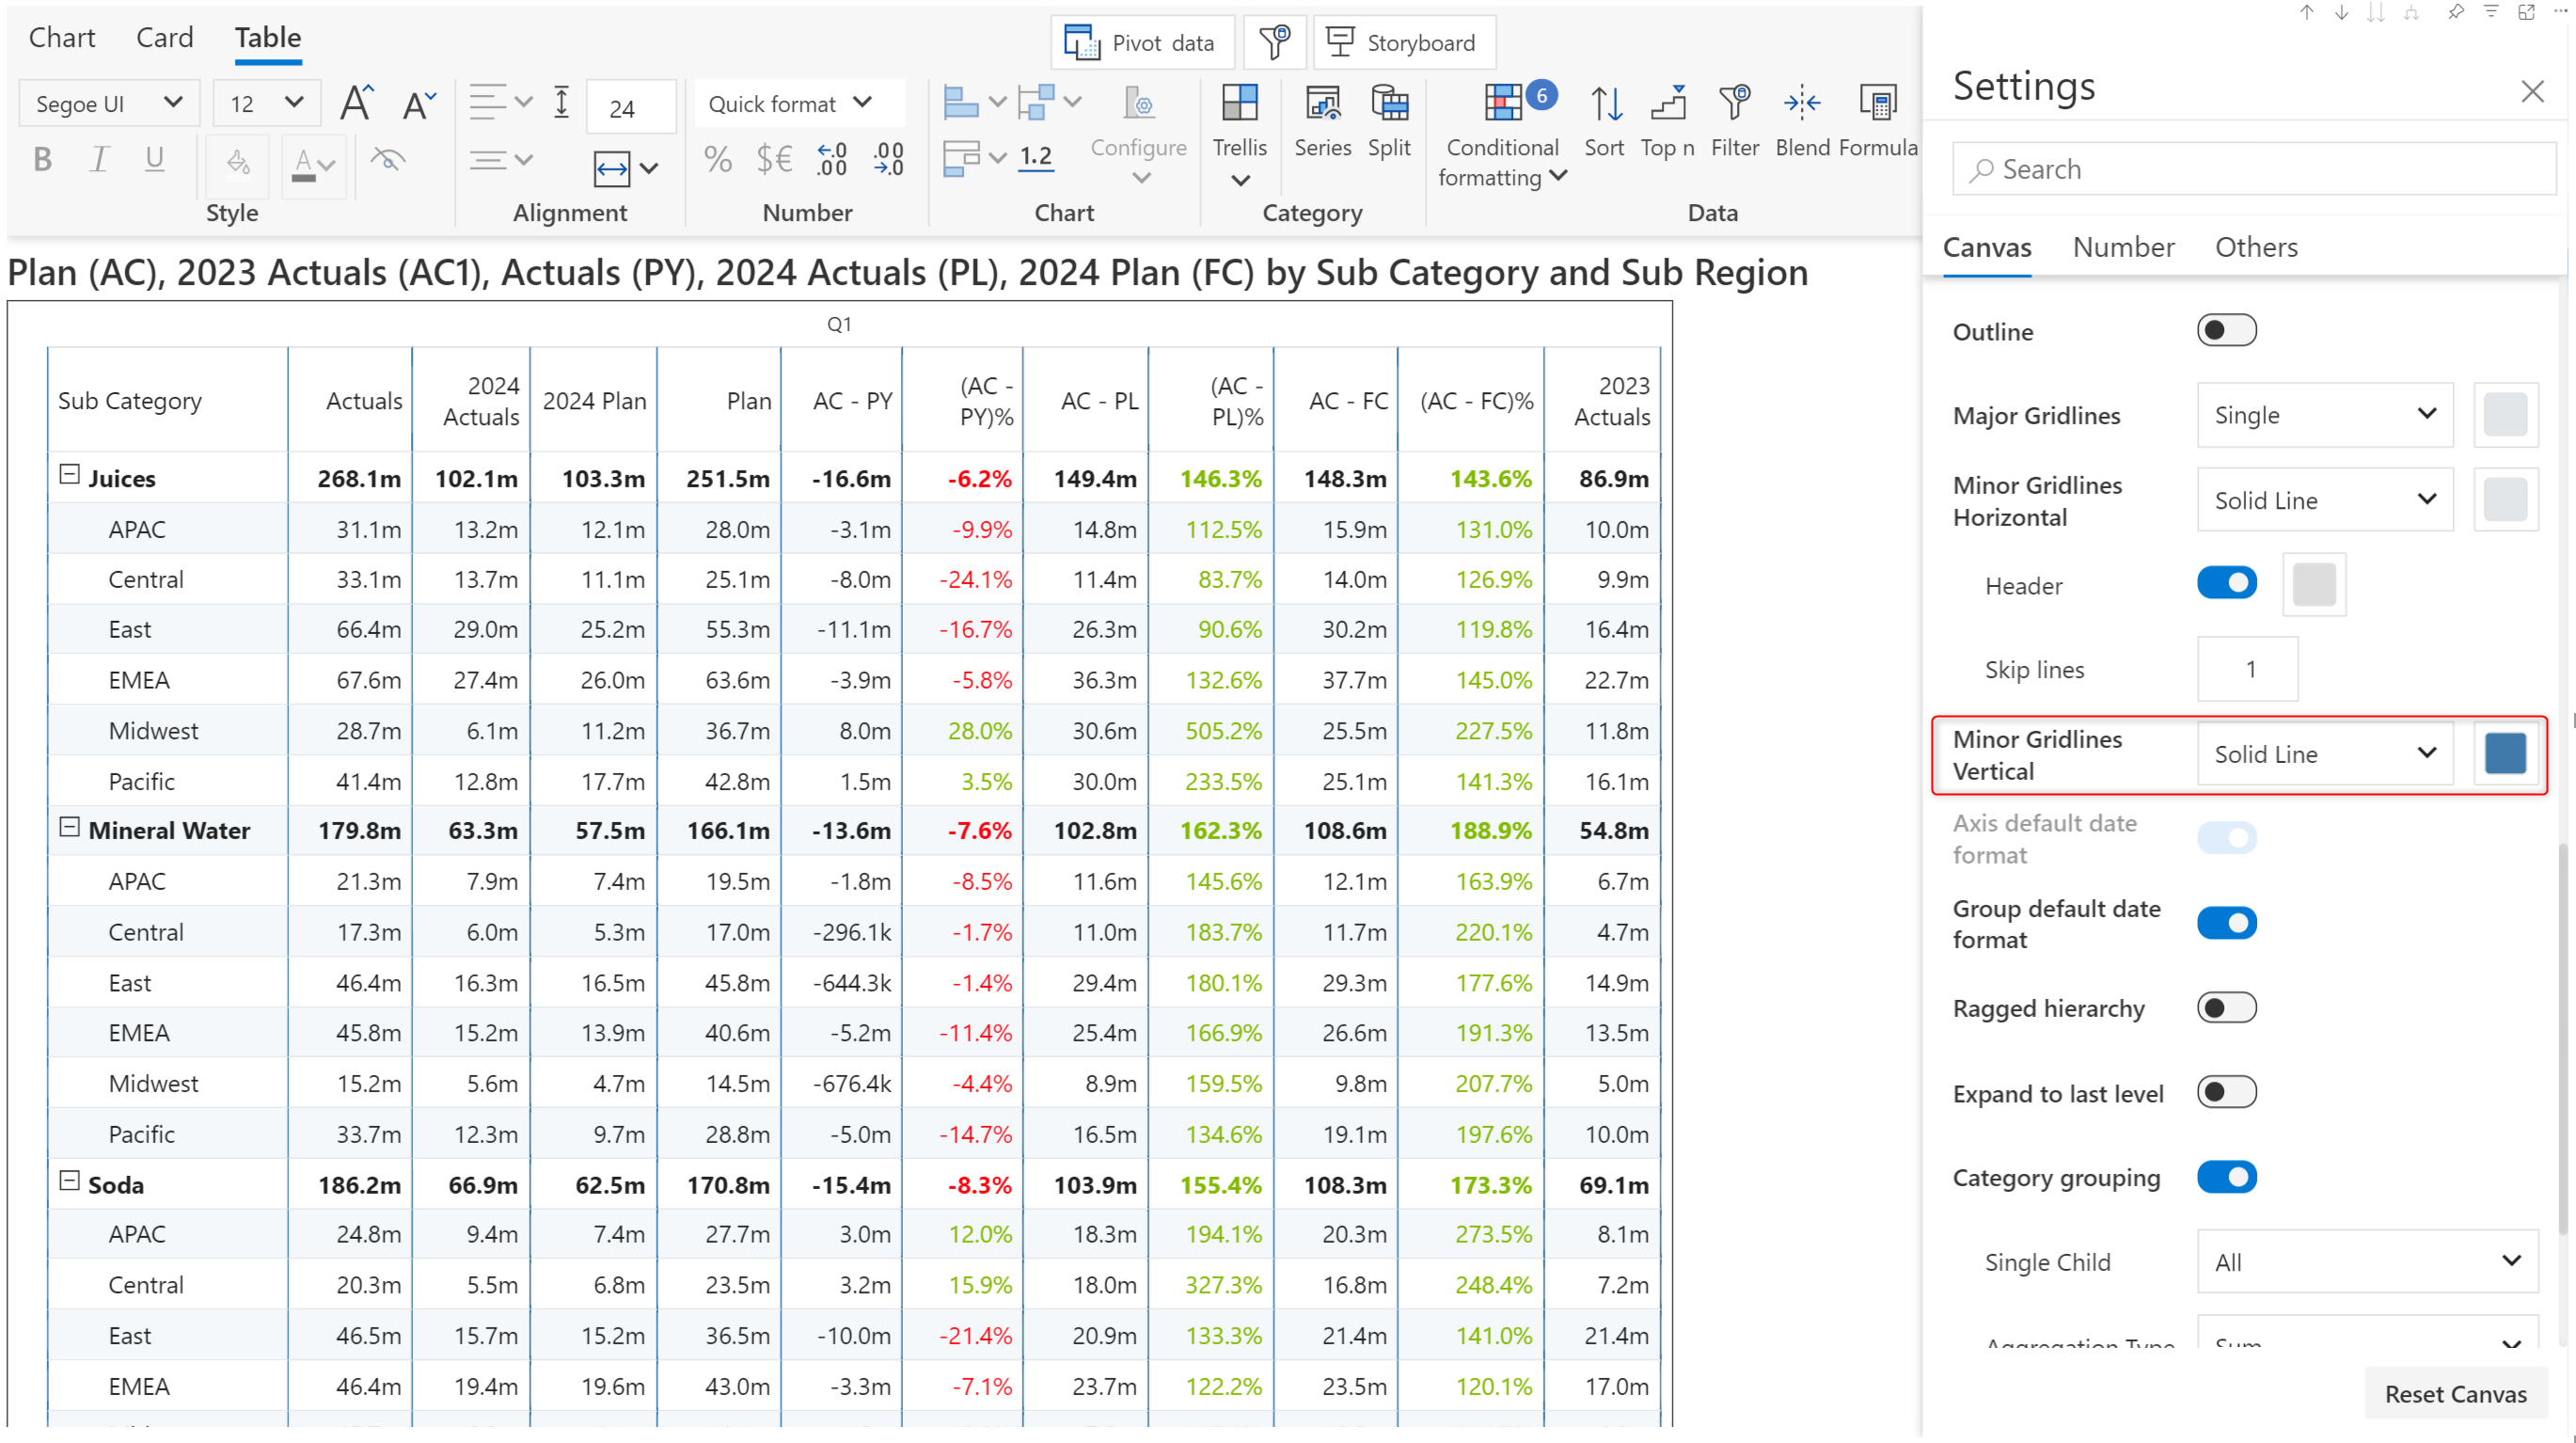 Chart Card Table
Pivot data Storyboard
Segoe UI 12 24 Quick format
B I U A % $€ 1.2 Configure Trellis Series Split Conditional formatting 6 Sort Top n Filter Blend Formula
Style Alignment Number Chart Category Data
Plan (AC), 2023 Actuals (AC1), Actuals (PY), 2024 Actuals (PL), 2024 Plan (FC) by Sub Category and Sub Region
Q1
Sub Category Actuals 2024 Actuals 2024 Plan Plan AC - PY (AC - PY)% AC - PL (AC - PL)% AC - FC (AC - FC)% 2023 Actuals
Juices 268.1m 102.1m 103.3m 251.5m -16.6m -6.2% 149.4m 146.3% 148.3m 143.6% 86.9m
APAC 31.1m 13.2m 12.1m 28.0m -3.1m -9.9% 14.8m 112.5% 15.9m 131.0% 10.0m
Central 33.1m 13.7m 11.1m 25.1m -8.0m -24.1% 11.4m 83.7% 14.0m 126.9% 9.9m
East 66.4m 29.0m 25.2m 55.3m -11.1m -16.7% 26.3m 90.6% 30.2m 119.8% 16.4m
EMEA 67.6m 27.4m 26.0m 63.6m -3.9m -5.8% 36.3m 132.6% 37.7m 145.0% 22.7m
Midwest 28.7m 6.1m 11.2m 36.7m 8.0m 28.0% 30.6m 505.2% 25.5m 227.5% 11.8m
Pacific 41.4m 12.8m 17.7m 42.8m 1.5m 3.5% 30.0m 233.5% 25.1m 141.3% 16.1m
Mineral Water 179.8m 63.3m 57.5m 166.1m -13.6m -7.6% 102.8m 162.3% 108.6m 188.9% 54.8m
APAC 21.3m 7.9m 7.4m 19.5m -1.8m -8.5% 11.6m 145.6% 12.1m 163.9% 6.7m
Central 17.3m 6.0m 5.3m 17.0m -296.1k -1.7% 11.0m 183.7% 11.7m 220.1% 4.7m
East 46.4m 16.3m 16.5m 45.8m -644.3k -1.4% 29.4m 180.1% 29.3m 177.6% 14.9m
EMEA 45.8m 15.2m 13.9m 40.6m -5.2m -11.4% 25.4m 166.9% 26.6m 191.3% 13.5m
Midwest 15.2m 5.6m 4.7m 14.5m -676.4k -4.4% 8.9m 159.5% 9.8m 207.7% 5.0m
Pacific 33.7m 12.3m 9.7m 28.8m -5.0m -14.7% 16.5m 134.6% 19.1m 197.6% 10.0m
Soda 186.2m 66.9m 62.5m 170.8m -15.4m -8.3% 103.9m 155.4% 108.3m 173.3% 69.1m
APAC 24.8m 9.4m 7.4m 27.7m 3.0m 12.0% 18.3m 194.1% 20.3m 273.5% 8.1m
Central 20.3m 5.5m 6.8m 23.5m 3.2m 15.9% 18.0m 327.3% 16.8m 248.4% 7.2m
East 46.5m 15.7m 15.2m 36.5m -10.0m -21.4% 20.9m 133.3% 21.4m 141.0% 21.4m
EMEA 46.4m 19.4m 19.6m 43.0m -3.3m -7.1% 23.7m 122.2% 23.5m 120.1% 17.0m
Settings
Search
Canvas Number Others
Outline
Major Gridlines Single
Minor Gridlines Horizontal Solid Line
Header
Skip lines 1
Minor Gridlines Vertical Solid Line
Axis default date format
Group default date format
Ragged hierarchy
Expand to last level
Category grouping
Single Child All
Aggregation Type Sum
Reset Canvas